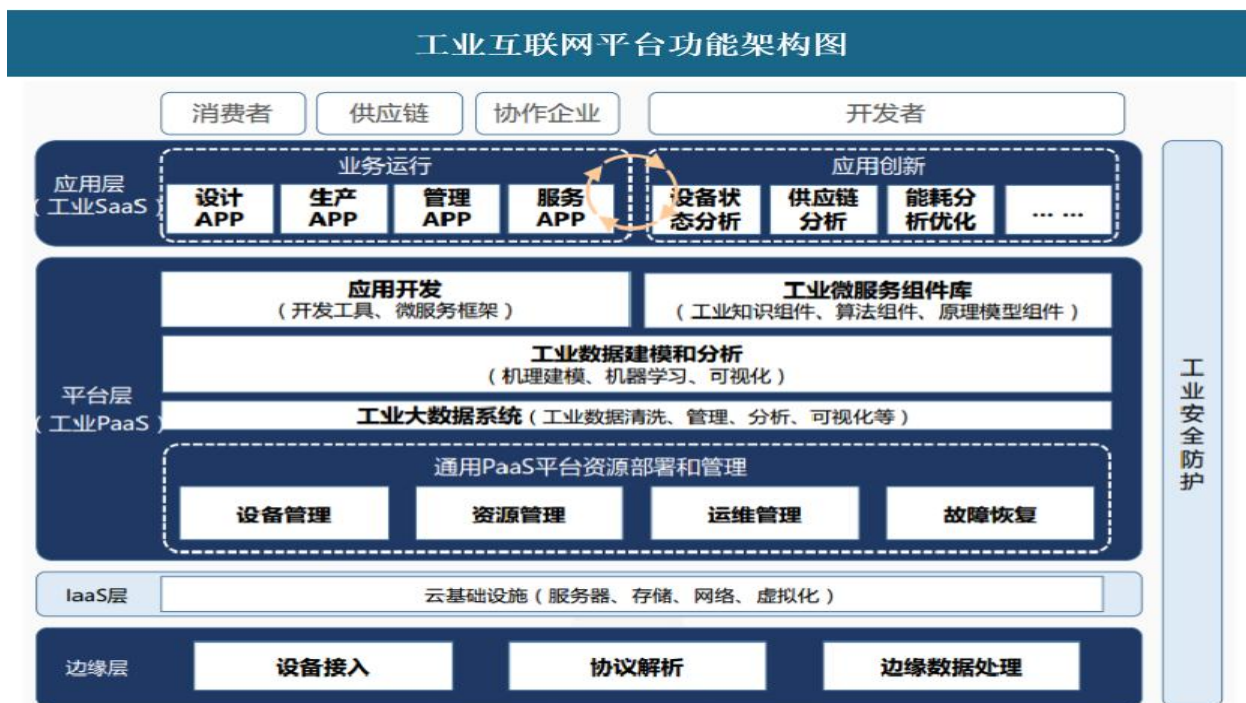 工业互联网平台功能架构图
消费者
供应链
协作企业
开发者
应用层
（工业SaaS）
业务运行
设计
APP
生产
APP
管理
APP
服务
APP
应用创新
设备状
态分析
供应链
分析
能耗分
析优化
... ...
平台层
（工业PaaS）
应用开发
（开发工具、微服务框架）
工业微服务组件库
（工业知识组件、算法组件、原理模型组件）
工业数据建模和分析
（机理建模、机器学习、可视化）
工业大数据系统（工业数据清洗、管理、分析、可视化等）
通用PaaS平台资源部署和管理
设备管理
资源管理
运维管理
故障恢复
IaaS层
云基础设施（服务器、存储、网络、虚拟化）
边缘层
设备接入
协议解析
边缘数据处理
工业安全防护